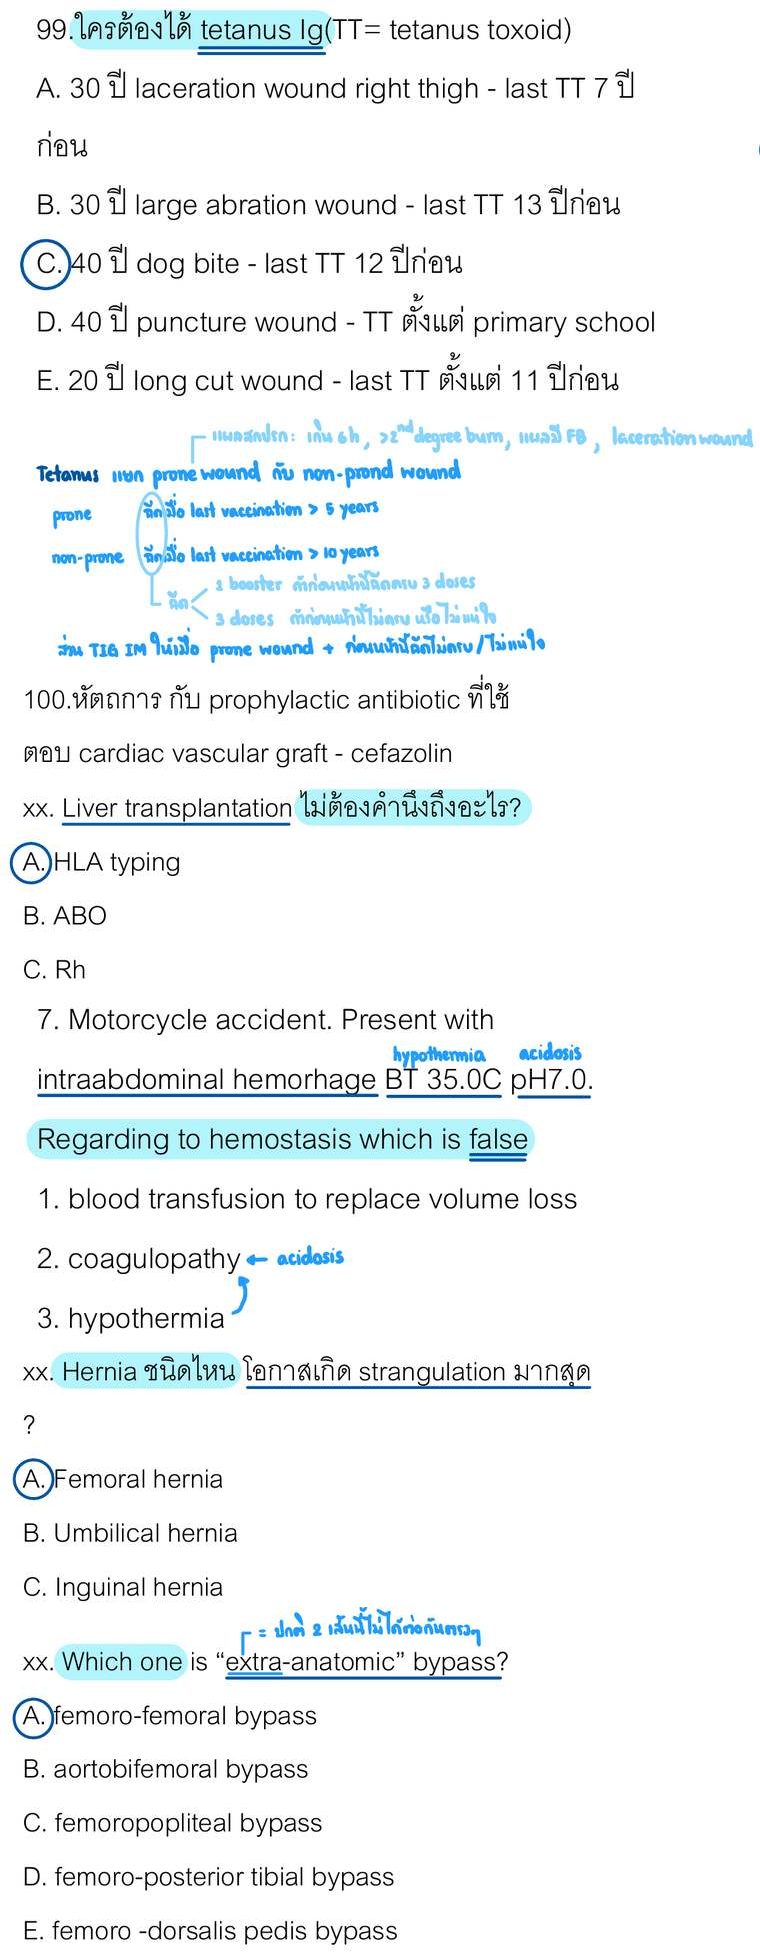 99.ใครต้องได้ tetanus Ig(TT= tetanus toxoid)
A. 30 ปี laceration wound right thigh - last TT 7 ปี
ก่อน
B. 30 ปี large abration wound - last TT 13 ปีก่อน
C. 40 ปี dog bite - last TT 12 ปีก่อน
D. 40 ปี puncture wound - TT ตั้งแต่ primary school
E. 20 ปี long cut wound - last TT ตั้งแต่ 11 ปีก่อน
แผลสกปรก: เกิน 6h, >2nd degree burn, แผลมี FB, laceration wound
Tetanus แยก prone wound กับ non-prond wound
prone ฉีดเมื่อ last vaccination > 5 years
non-prone ฉีดเมื่อ last vaccination > 10 years
1 booster ถ้าก่อนหน้านี้ฉีดครบ 3 doses
ฉีด
3 doses ถ้าก่อนหน้านี้ไม่ครบ หรือไม่แน่ใจ
ส่วน TIG IM ให้เมื่อ prone wound + ก่อนหน้านี้ฉีดไม่ครบ/ไม่แน่ใจ
100.หัตถการ กับ prophylactic antibiotic ที่ใช้
ตอบ cardiac vascular graft - cefazolin
xx. Liver transplantation ไม่ต้องคำนึงถึงอะไร?
A. HLA typing
B. ABO
C. Rh
7. Motorcycle accident. Present with
hypothermia acidosis
intraabdominal hemorhage BT 35.0C pH7.0.
Regarding to hemostasis which is false
1. blood transfusion to replace volume loss
2. coagulopathy ← acidosis
3. hypothermia
xx. Hernia ชนิดไหน โอกาสเกิด strangulation มากสุด
?
A. Femoral hernia
B. Umbilical hernia
C. Inguinal hernia
= ปกติ 2 เส้นนี้ไม่ได้ต่อกันตรงๆ
xx. Which one is “extra-anatomic” bypass?
A. femoro-femoral bypass
B. aortobifemoral bypass
C. femoropopliteal bypass
D. femoro-posterior tibial bypass
E. femoro -dorsalis pedis bypass